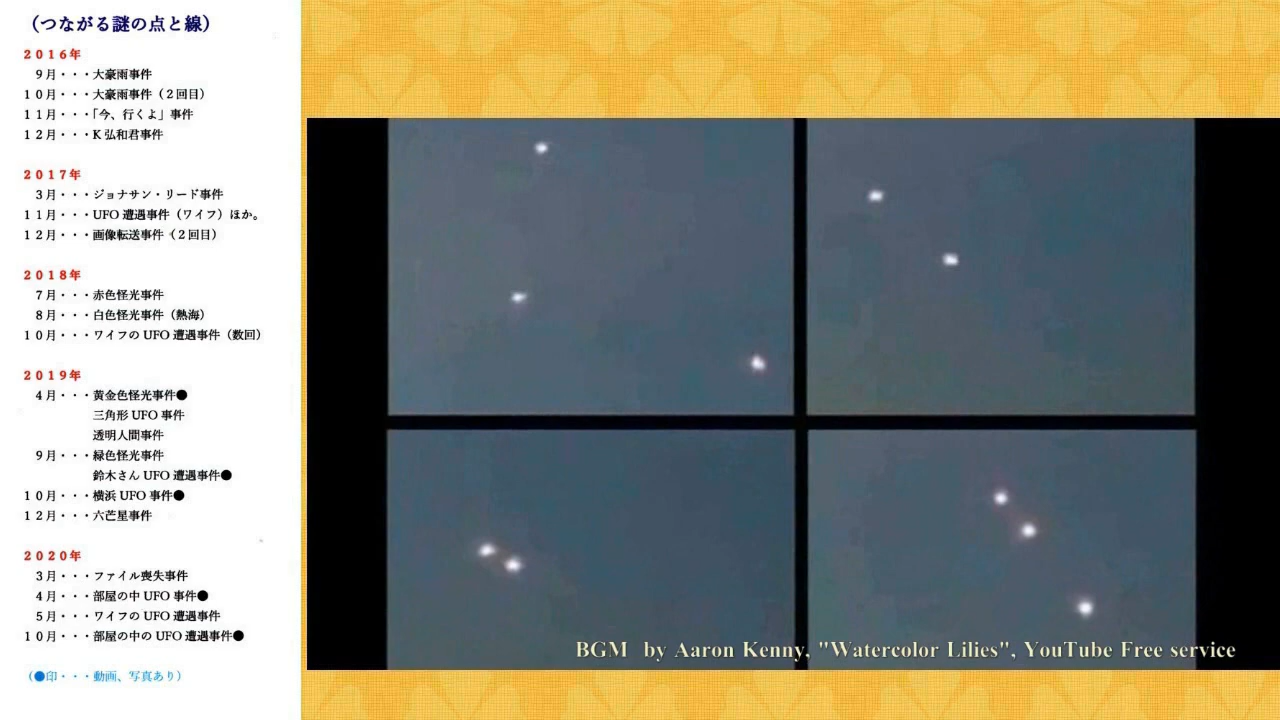 （つながる謎の点と線）
２０１６年
９月・・・大豪雨事件
１０月・・・大豪雨事件（２回目）
１１月・・・「今、行くよ」事件
１２月・・・K 弘和君事件
２０１７年
３月・・・ジョナサン・リード事件
１１月・・・UFO 遭遇事件（ワイフ）ほか。
１２月・・・画像転送事件（２回目）
２０１８年
７月・・・赤色怪光事件
８月・・・白色怪光事件（熱海）
１０月・・・ワイフの UFO 遭遇事件（数回）
２０１９年
４月・・・黄金色怪光事件●
三角形 UFO 事件
透明人間事件
９月・・・緑色怪光事件
鈴木さん UFO 遭遇事件●
１０月・・・横浜 UFO 事件●
１２月・・・六芒星事件
２０２０年
３月・・・ファイル喪失事件
４月・・・部屋の中 UFO 事件●
５月・・・ワイフの UFO 遭遇事件
１０月・・・部屋の中の UFO 遭遇事件●
（●印・・・動画、写真あり）
BGM by Aaron Kenny, "Watercolor Lilies", YouTube Free service